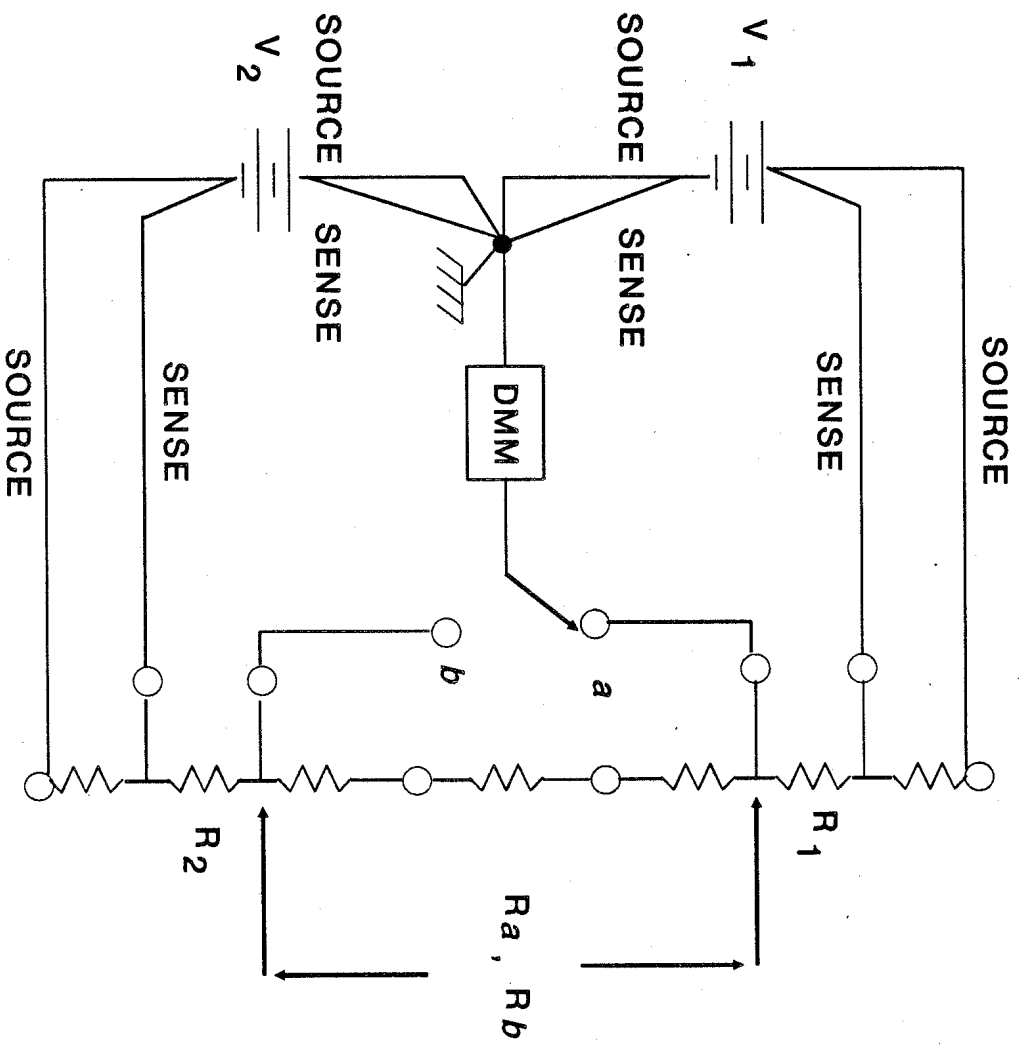 V1
SOURCE
SENSE
SOURCE
SENSE
V2
SOURCE
SENSE
SENSE
SOURCE
DMM
a
b
R1
R2
Ra, Rb